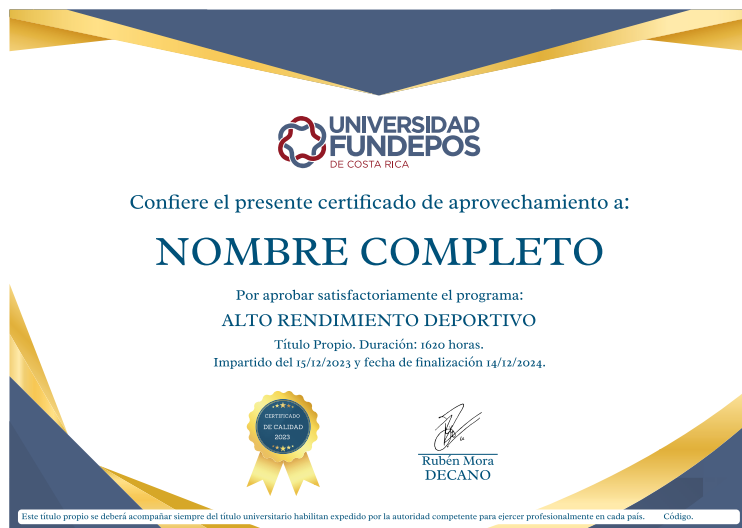 UNIVERSIDAD
FUNDEPOS
DE COSTA RICA
Confiere el presente certificado de aprovechamiento a:
NOMBRE COMPLETO
Por aprobar satisfactoriamente el programa:
ALTO RENDIMIENTO DEPORTIVO
Título Propio. Duración: 1620 horas.
Impartido del 15/12/2023 y fecha de finalización 14/12/2024.
CERTIFICADO
DE CALIDAD
2023
Rubén Mora
DECANO
Este título propio se deberá acompañar siempre del título universitario habilitan expedido por la autoridad competente para ejercer profesionalmente en cada país. Código.